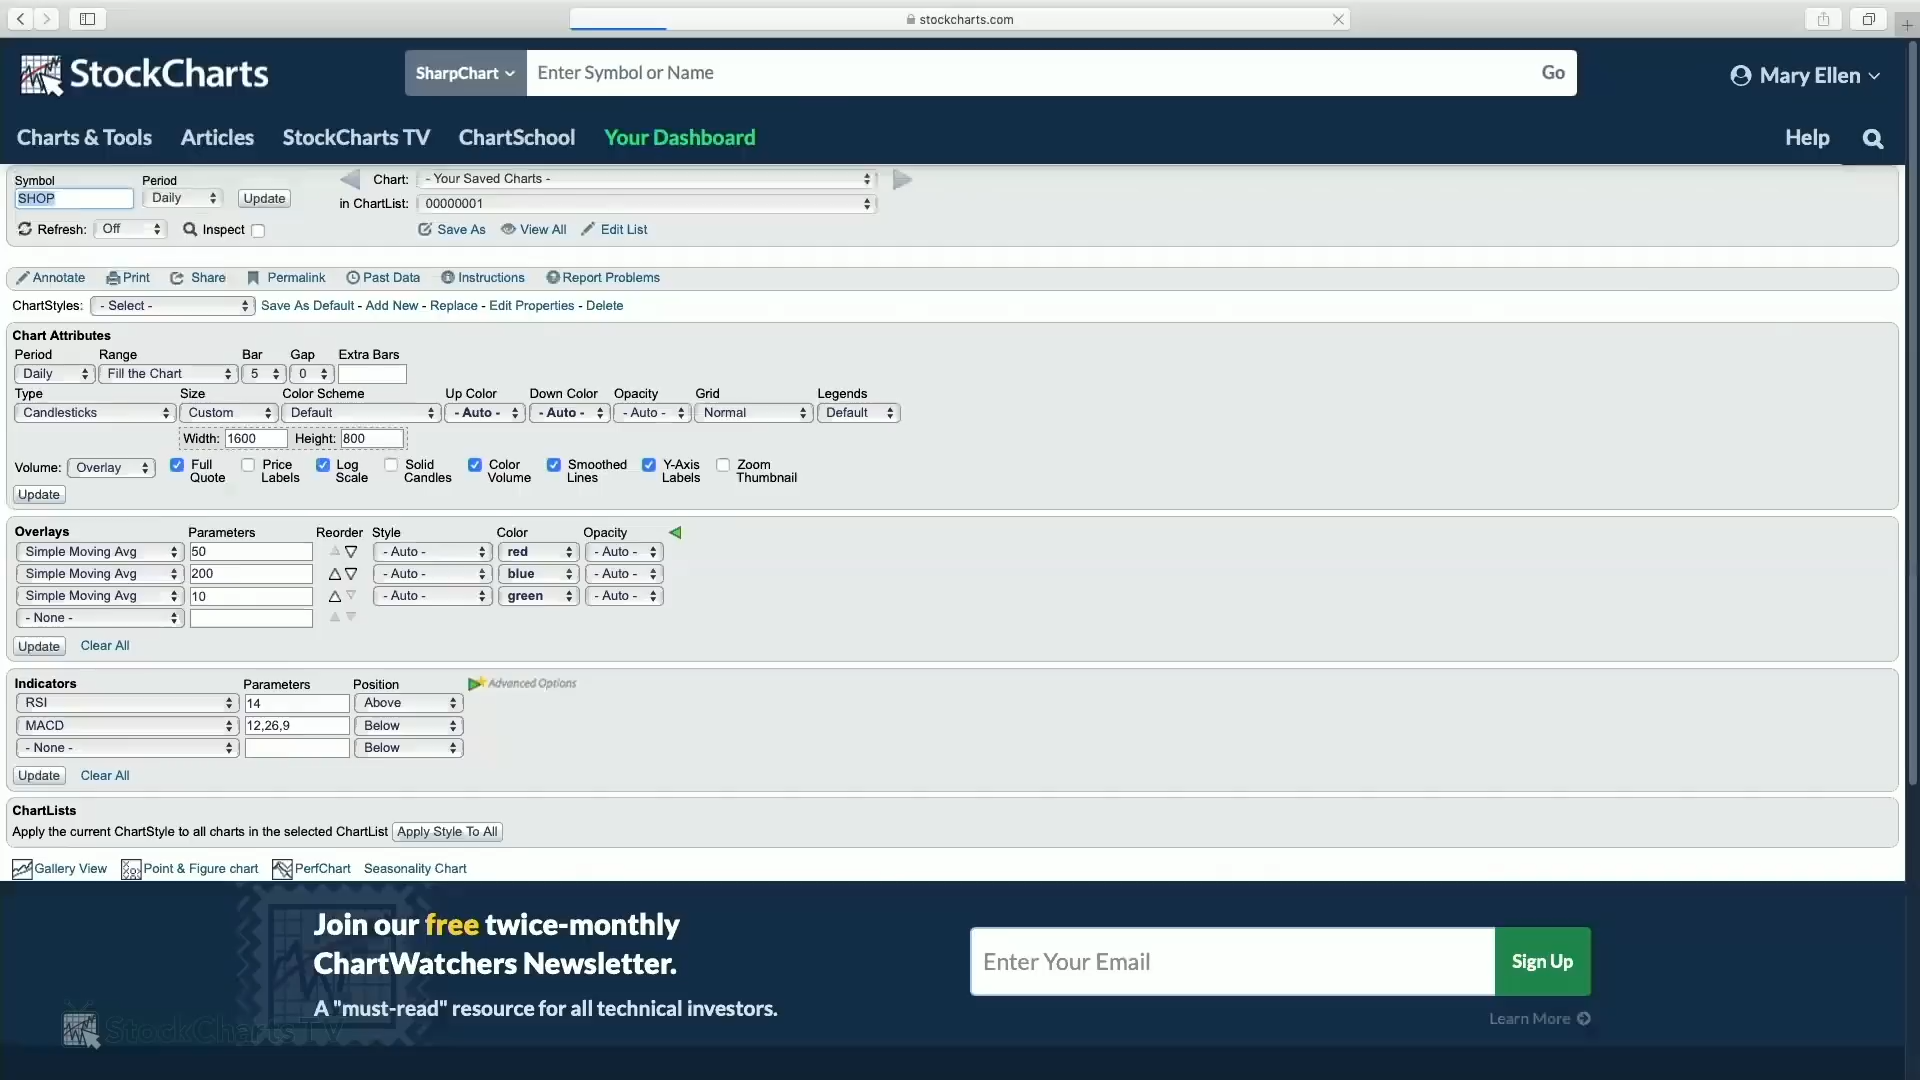 stockcharts.com
StockCharts
SharpChart
Enter Symbol or Name
Go
Mary Ellen
Charts & Tools Articles StockCharts TV ChartSchool Your Dashboard
Help
Symbol Period
SHOP Daily Update
Chart: - Your Saved Charts -
in ChartList: 00000001
Refresh: Off Inspect
Save As View All Edit List
Annotate Print Share Permalink Past Data Instructions Report Problems
ChartStyles: - Select - Save As Default - Add New - Replace - Edit Properties - Delete
Chart Attributes
Period Range Bar Gap Extra Bars
Daily Fill the Chart 5 0
Type Size Color Scheme Up Color Down Color Opacity Grid Legends
Candlesticks Custom Default - Auto - - Auto - - Auto - Normal Default
Width: 1600 Height: 800
Volume: Overlay Full Quote Price Labels Log Scale Solid Candles Color Volume Smoothed Lines Y-Axis Labels Zoom Thumbnail
Update
Overlays Parameters Reorder Style Color Opacity
Simple Moving Avg 50 - Auto - red - Auto -
Simple Moving Avg 200 - Auto - blue - Auto -
Simple Moving Avg 10 - Auto - green - Auto -
- None -
Update Clear All
Indicators Parameters Position Advanced Options
RSI 14 Above
MACD 12,26,9 Below
- None - Below
Update Clear All
ChartLists
Apply the current ChartStyle to all charts in the selected ChartList Apply Style To All
Gallery View Point & Figure chart PerfChart Seasonality Chart
Join our free twice-monthly
ChartWatchers Newsletter.
A "must-read" resource for all technical investors.
Enter Your Email
Sign Up
Learn More
StockCharts TV